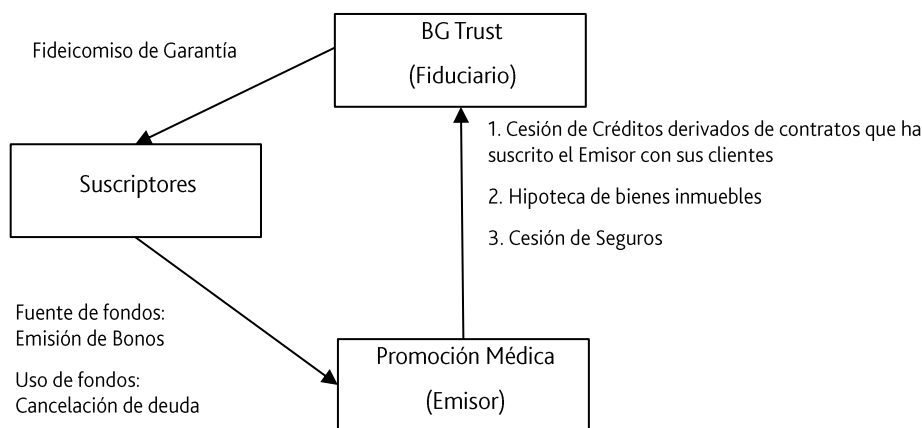 BG Trust
(Fiduciario)
Fideicomiso de Garantía
1. Cesión de Créditos derivados de contratos que ha
suscrito el Emisor con sus clientes
2. Hipoteca de bienes inmuebles
3. Cesión de Seguros
Suscriptores
Fuente de fondos:
Emisión de Bonos
Uso de fondos:
Cancelación de deuda
Promoción Médica
(Emisor)